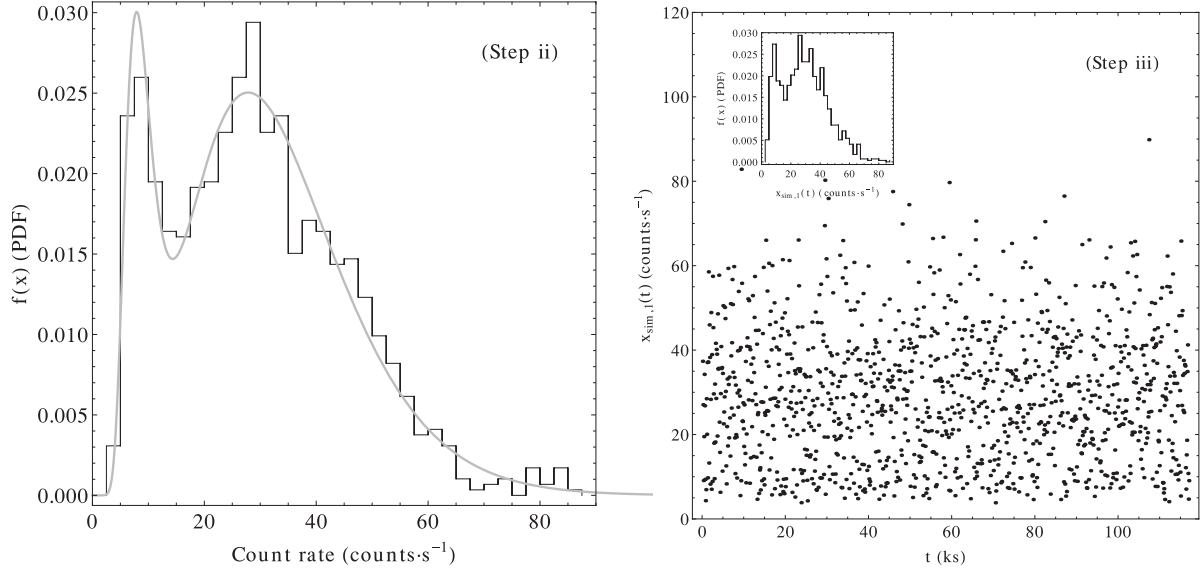 (Step ii)
f(x) (PDF)
0.030
0.025
0.020
0.015
0.010
0.005
0.000
0 20 40 60 80
Count rate (counts·s⁻¹)
(Step iii)
x_sim,1(t) (counts·s⁻¹)
120
100
80
60
40
20
0
0 20 40 60 80 100
t (ks)
f(x) (PDF)
0.030
0.025
0.020
0.015
0.010
0.005
0.000
0 20 40 60 80
x_sim,1(t) (counts·s⁻¹)